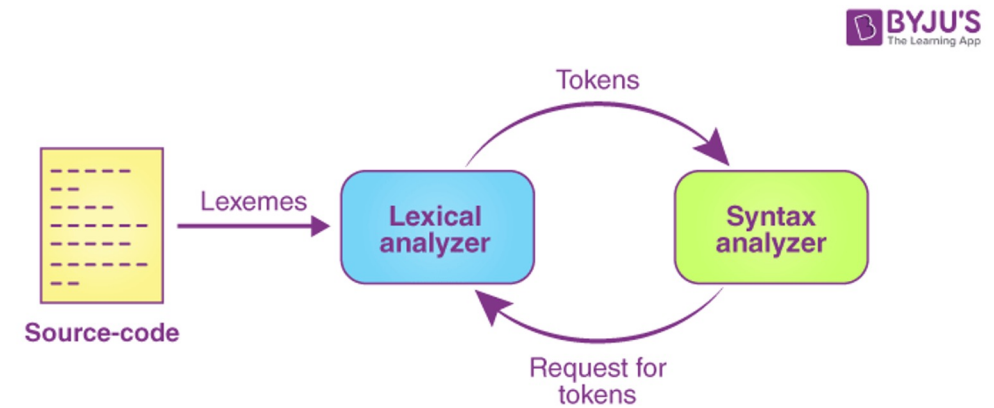 BYJU'S
The Learning App
Tokens
Lexemes
Lexical
analyzer
Syntax
analyzer
Source-code
Request for
tokens